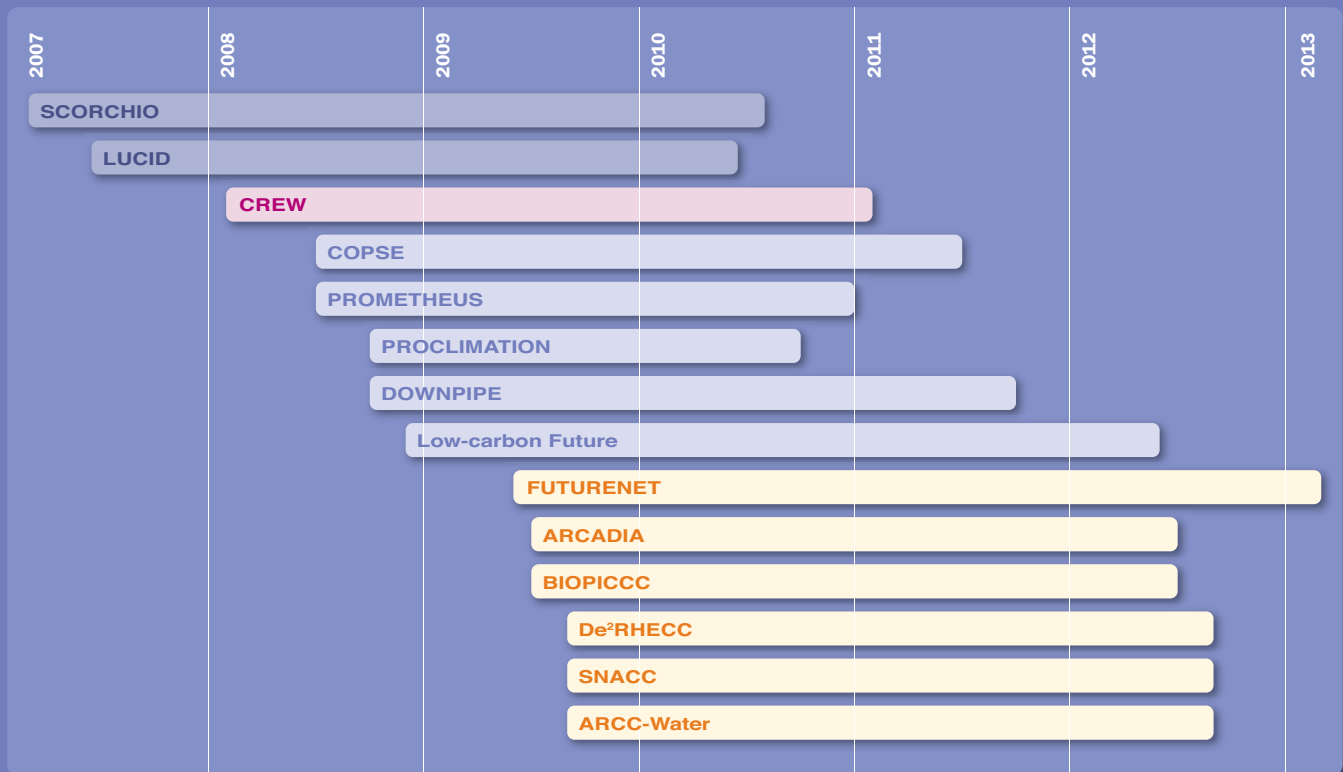 2007
2008
2009
2010
2011
2012
2013
SCORCHIO
LUCID
CREW
COPSE
PROMETHEUS
PROCLIMATION
DOWNPIPE
Low-carbon Future
FUTURENET
ARCADIA
BIOPICCC
De²RHECC
SNACC
ARCC-Water